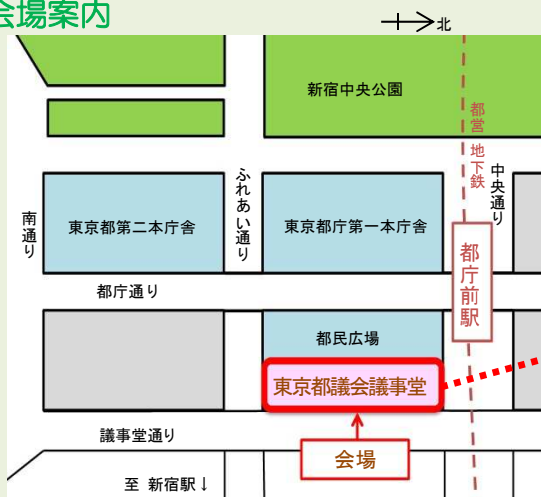 会場案内
北
新宿中央公園
都営 地下鉄
中央通り
ふれあい通り
南通り
東京都第二本庁舎
東京都庁第一本庁舎
都庁前駅
都庁通り
都民広場
東京都議会議事堂
議事堂通り
会場
至 新宿駅↓